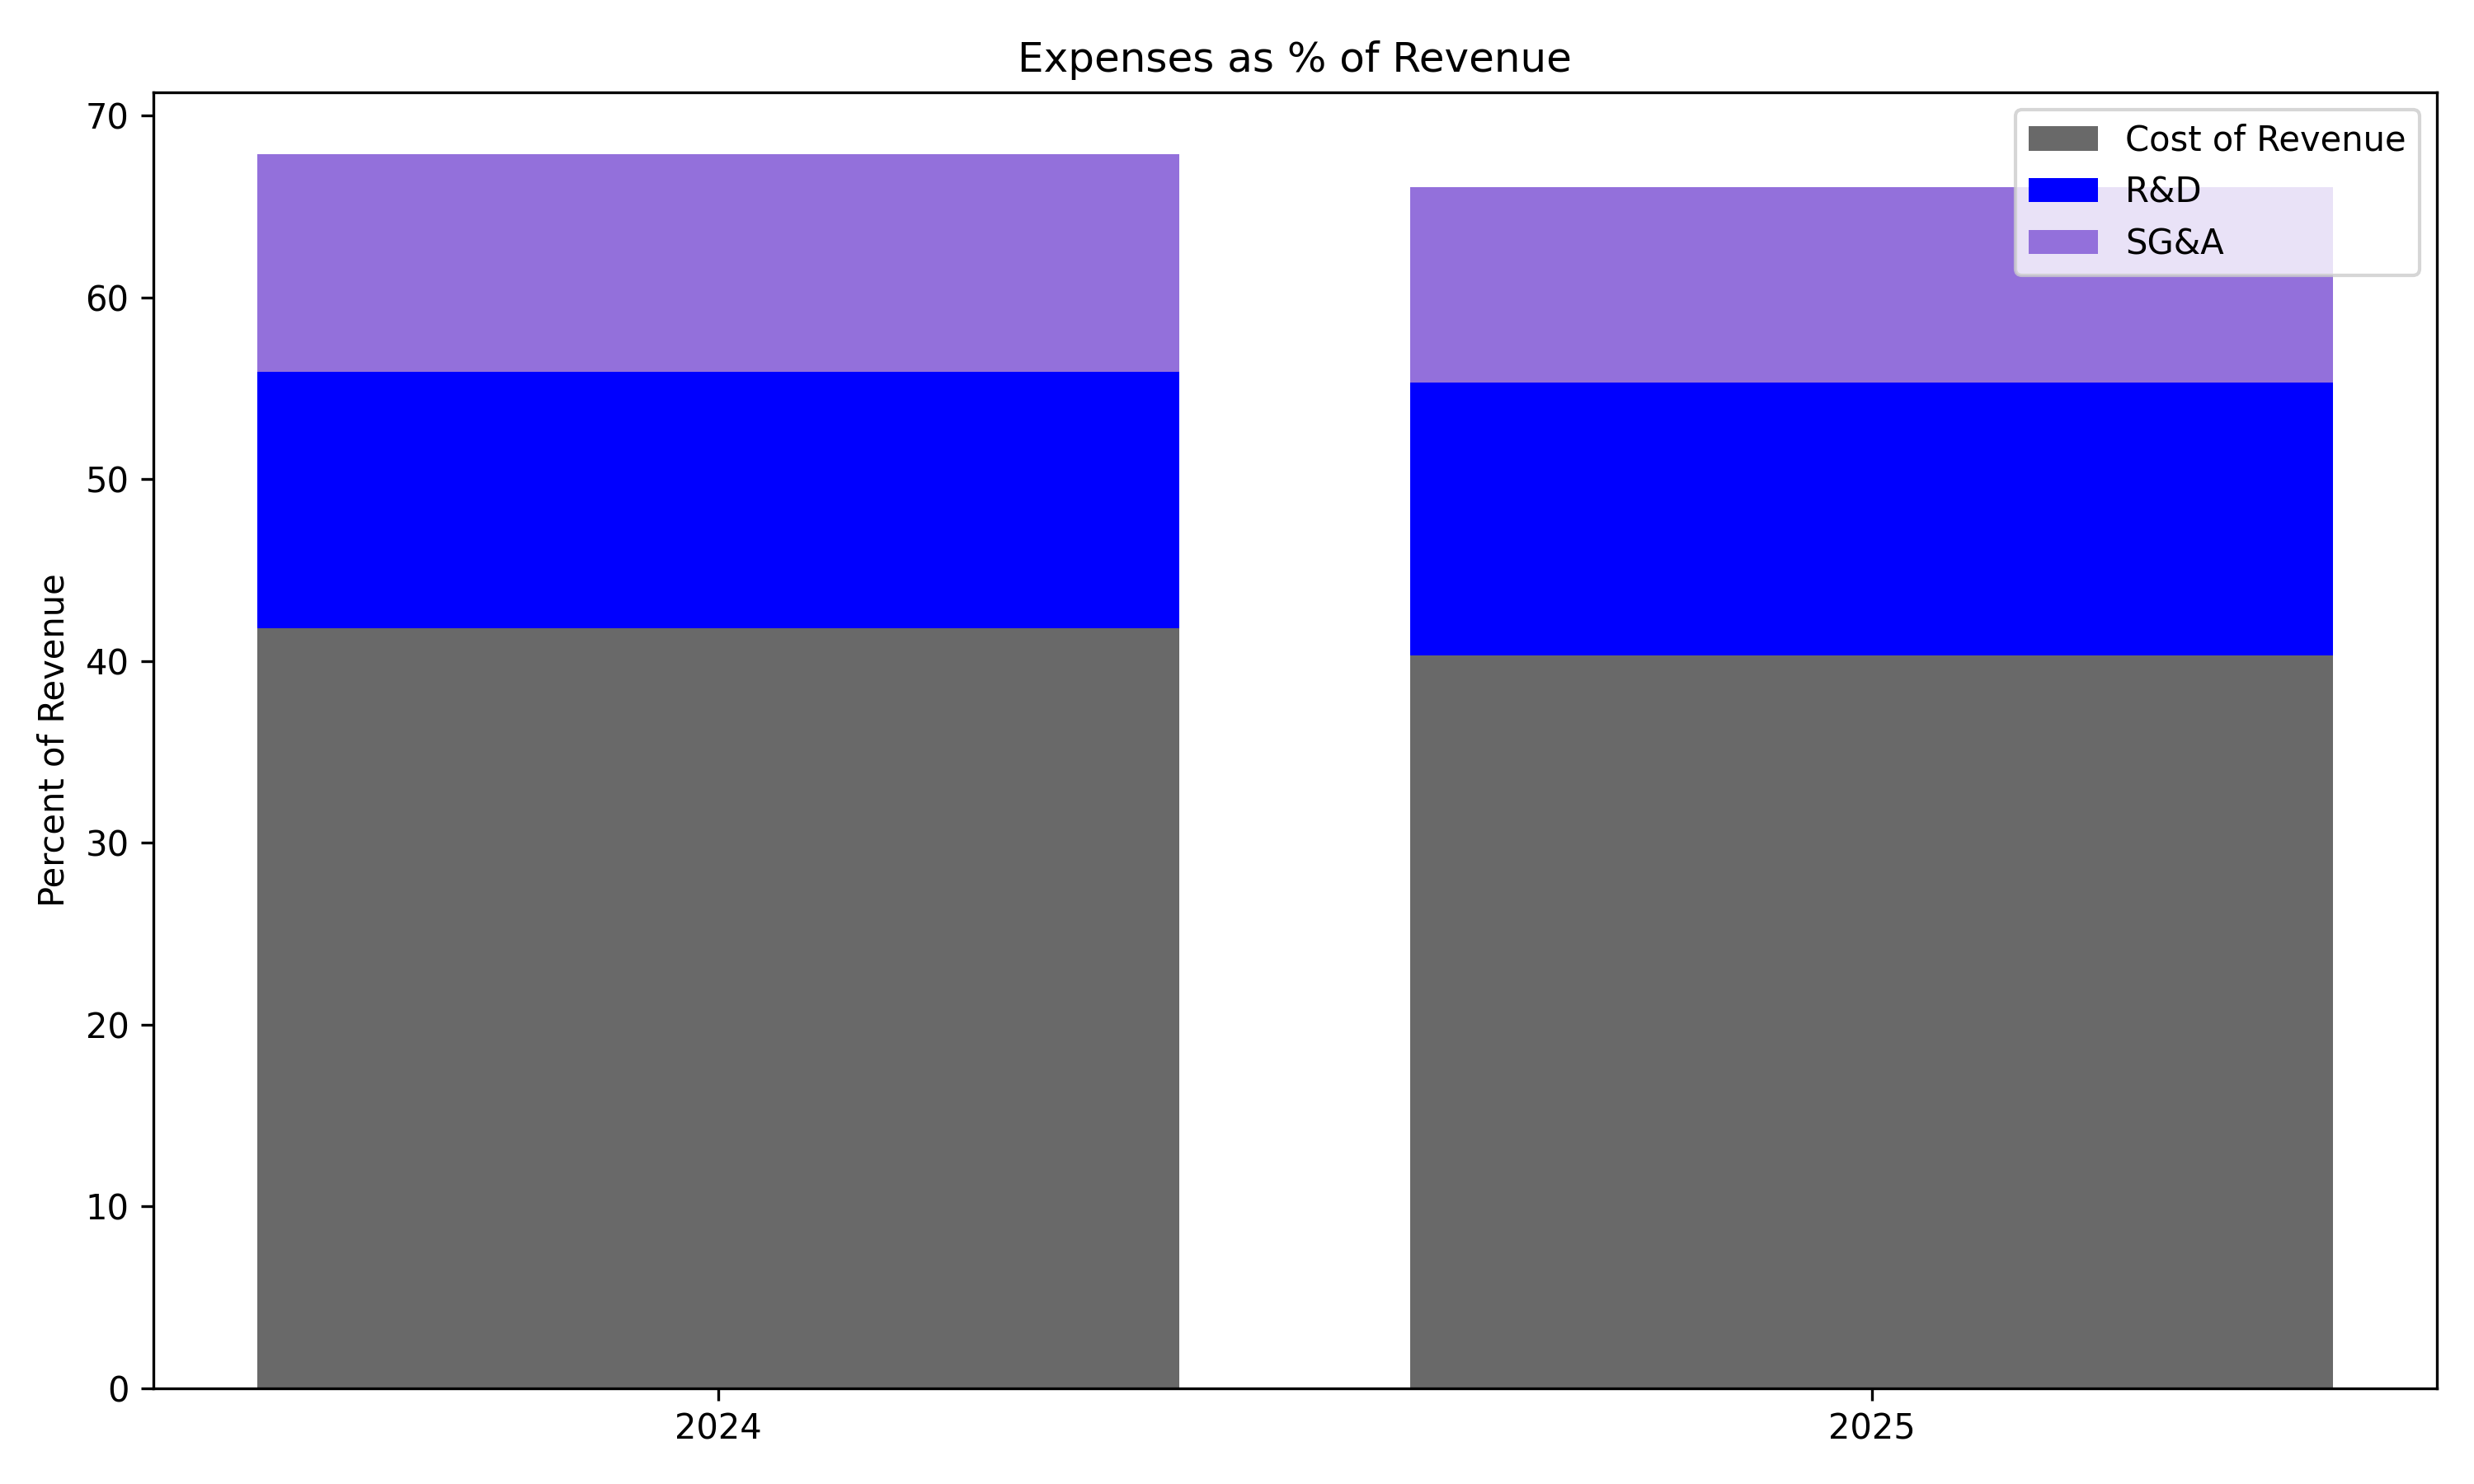 Expenses as % of Revenue
Cost of Revenue
R&D
SG&A
Percent of Revenue
70
60
50
40
30
20
10
0
2024
2025